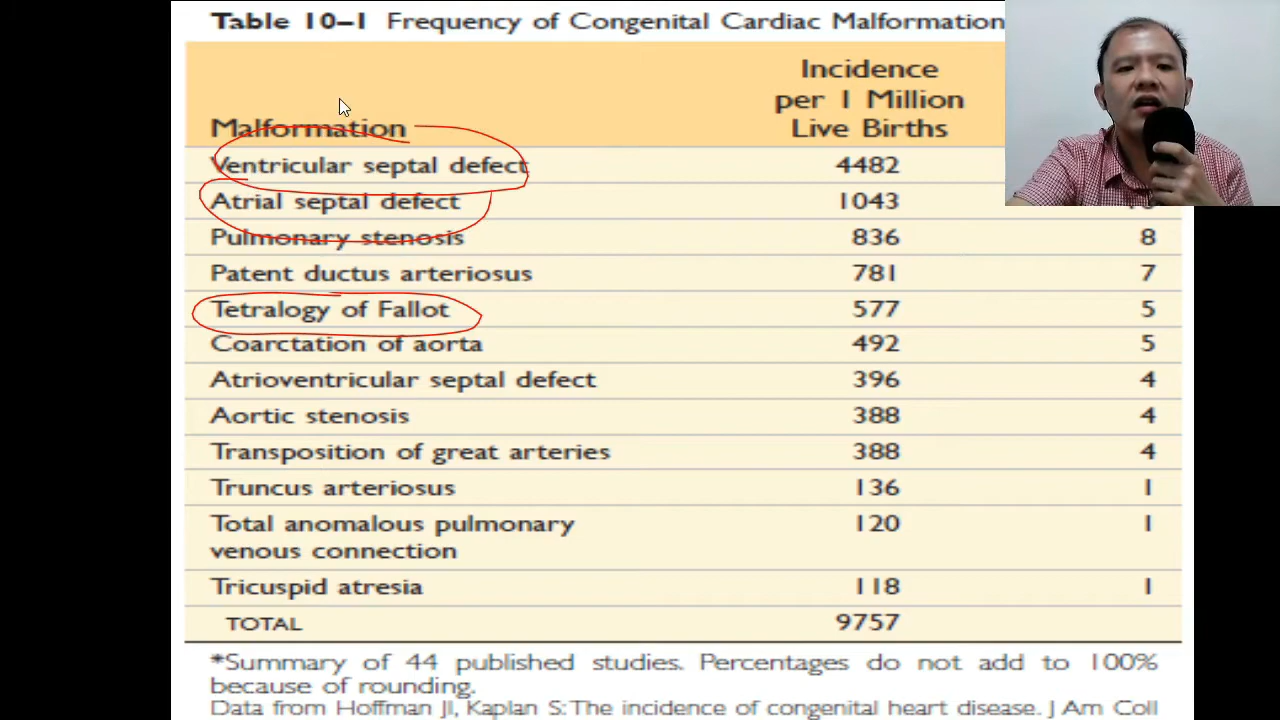 Table 10–1 Frequency of Congenital Cardiac Malformation
Incidence
per 1 Million
Malformation Live Births
Ventricular septal defect 4482
Atrial septal defect 1043
Pulmonary stenosis 836 8
Patent ductus arteriosus 781 7
Tetralogy of Fallot 577 5
Coarctation of aorta 492 5
Atrioventricular septal defect 396 4
Aortic stenosis 388 4
Transposition of great arteries 388 4
Truncus arteriosus 136 1
Total anomalous pulmonary 120 1
venous connection
Tricuspid atresia 118 1
TOTAL 9757
*Summary of 44 published studies. Percentages do not add to 100%
because of rounding.
Data from Hoffman JI, Kaplan S: The incidence of congenital heart disease. J Am Coll